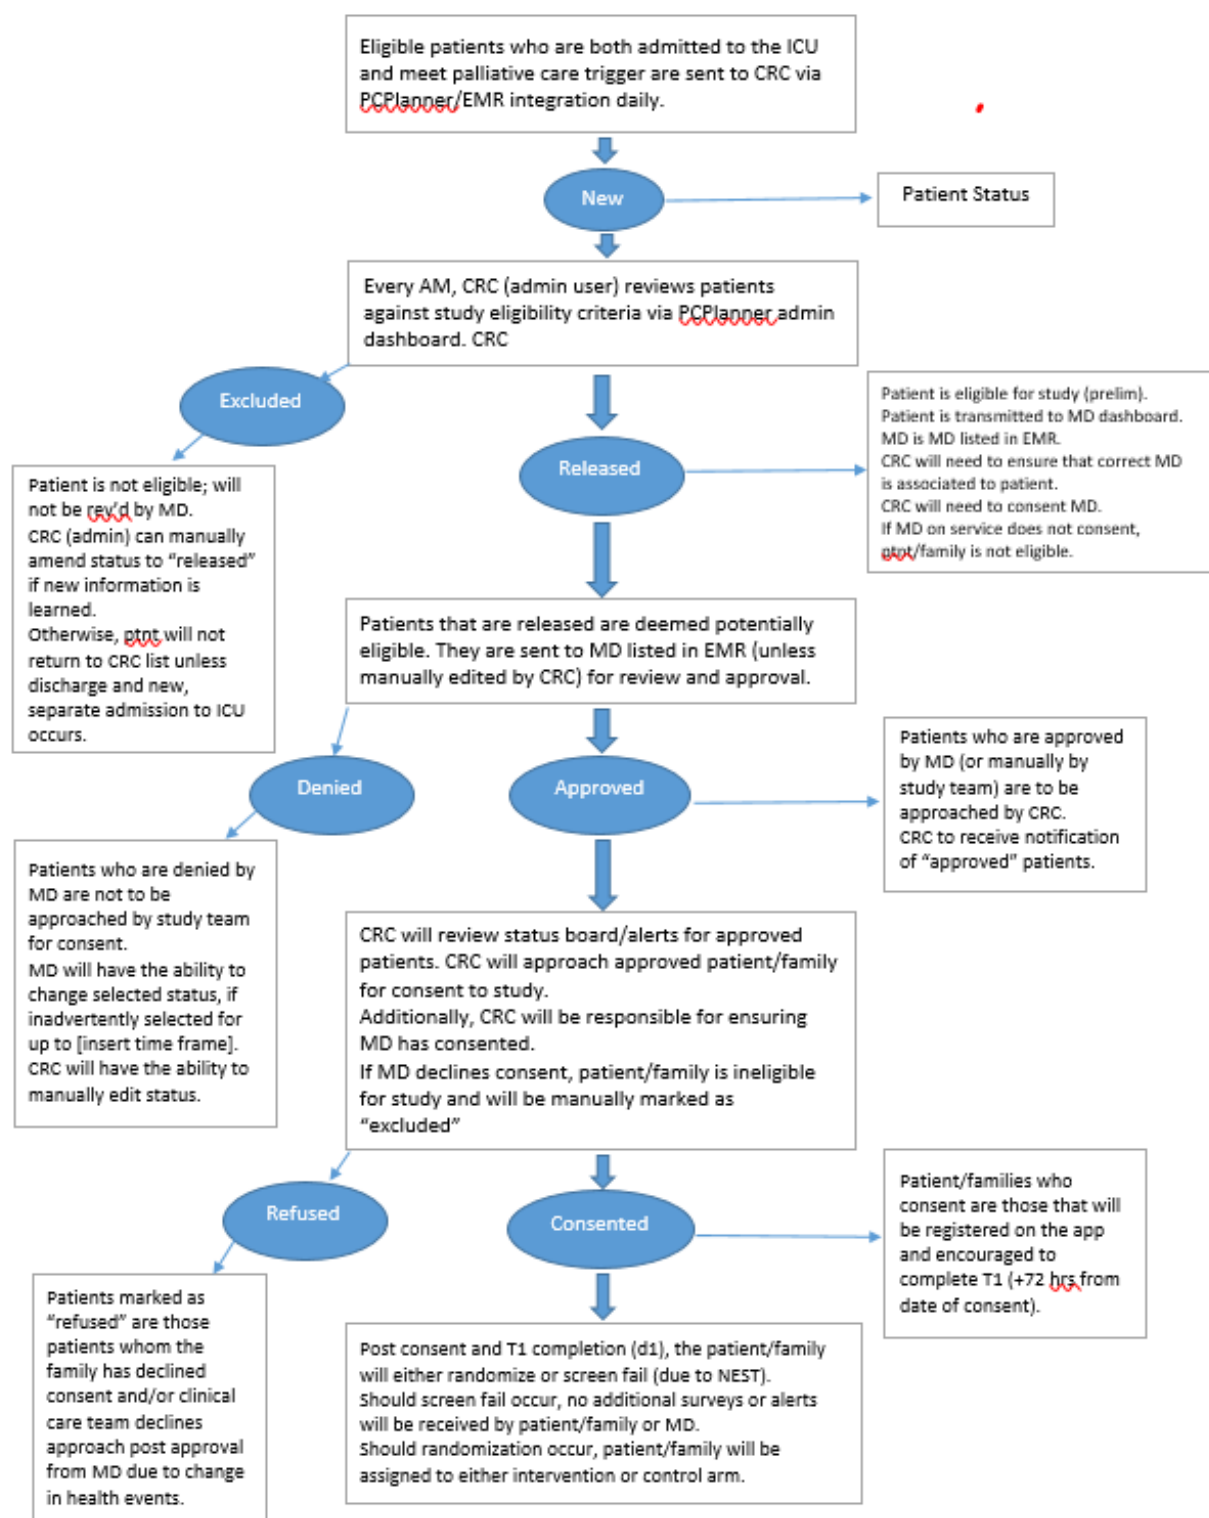 Eligible patients who are both admitted to the ICU
and meet palliative care trigger are sent to CRC via
PCPlanner/EMR integration daily.
New
Patient Status
Every AM, CRC (admin user) reviews patients
against study eligibility criteria via PCPlanner admin
dashboard. CRC
Excluded
Released
Patient is eligible for study (prelim).
Patient is transmitted to MD dashboard.
MD is MD listed in EMR.
CRC will need to ensure that correct MD
is associated to patient.
CRC will need to consent MD.
If MD on service does not consent,
ptnt/family is not eligible.
Patient is not eligible; will
not be rev'd by MD.
CRC (admin) can manually
amend status to “released”
if new information is
learned.
Otherwise, ptnt will not
return to CRC list unless
discharge and new,
separate admission to ICU
occurs.
Patients that are released are deemed potentially
eligible. They are sent to MD listed in EMR (unless
manually edited by CRC) for review and approval.
Denied
Approved
Patients who are approved
by MD (or manually by
study team) are to be
approached by CRC.
CRC to receive notification
of “approved” patients.
Patients who are denied by
MD are not to be
approached by study team
for consent.
MD will have the ability to
change selected status, if
inadvertently selected for
up to [insert time frame].
CRC will have the ability to
manually edit status.
CRC will review status board/alerts for approved
patients. CRC will approach approved patient/family
for consent to study.
Additionally, CRC will be responsible for ensuring
MD has consented.
If MD declines consent, patient/family is ineligible
for study and will be manually marked as
“excluded”
Refused
Consented
Patient/families who
consent are those that will
be registered on the app
and encouraged to
complete T1 (+72 hrs from
date of consent).
Patients marked as
“refused” are those
patients whom the
family has declined
consent and/or clinical
care team declines
approach post approval
from MD due to change
in health events.
Post consent and T1 completion (d1), the patient/family
will either randomize or screen fail (due to NEST).
Should screen fail occur, no additional surveys or alerts
will be received by patient/family or MD.
Should randomization occur, patient/family will be
assigned to either intervention or control arm.